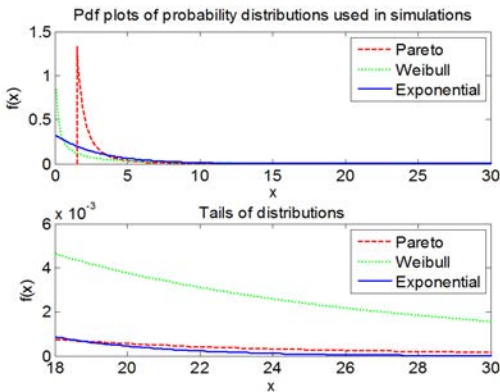 Pdf plots of probability distributions used in simulations
1.5
1
0.5
0
f(x)
Pareto
Weibull
Exponential
0 5 10 15 20 25 30
x
x 10^-3
Tails of distributions
6
4
2
0
f(x)
Pareto
Weibull
Exponential
18 20 22 24 26 28 30
x